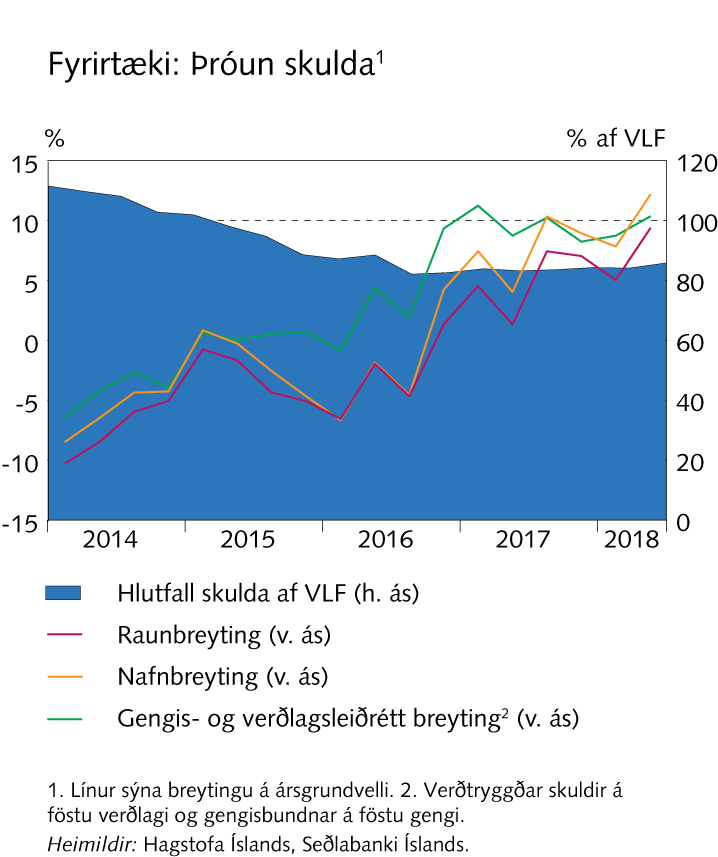 Fyrirtæki: Þróun skulda¹
% % af VLF
15 120
10 100
5 80
0 60
-5 40
-10 20
-15 0
2014 2015 2016 2017 2018
Hlutfall skulda af VLF (h. ás)
Raunbreyting (v. ás)
Nafnbreyting (v. ás)
Gengis- og verðlagsleiðrétt breyting² (v. ás)
1. Línur sýna breytingu á ársgrundvelli. 2. Verðtryggðar skuldir á
föstu verðlagi og gengisbundnar á föstu gengi.
Heimildir: Hagstofa Íslands, Seðlabanki Íslands.